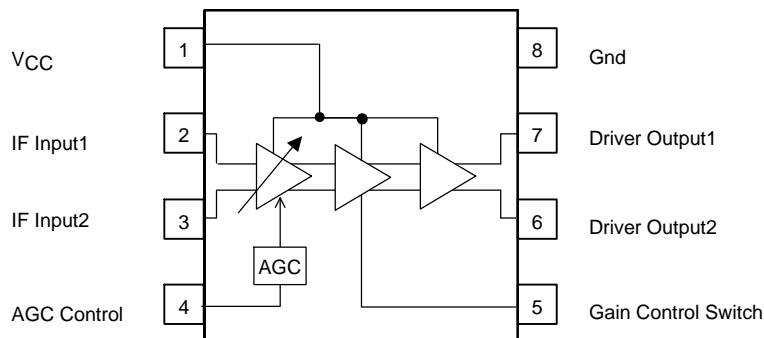 VCC 1 8 Gnd
IF Input1 2 7 Driver Output1
IF Input2 3 6 Driver Output2
AGC
AGC Control 4 5 Gain Control Switch